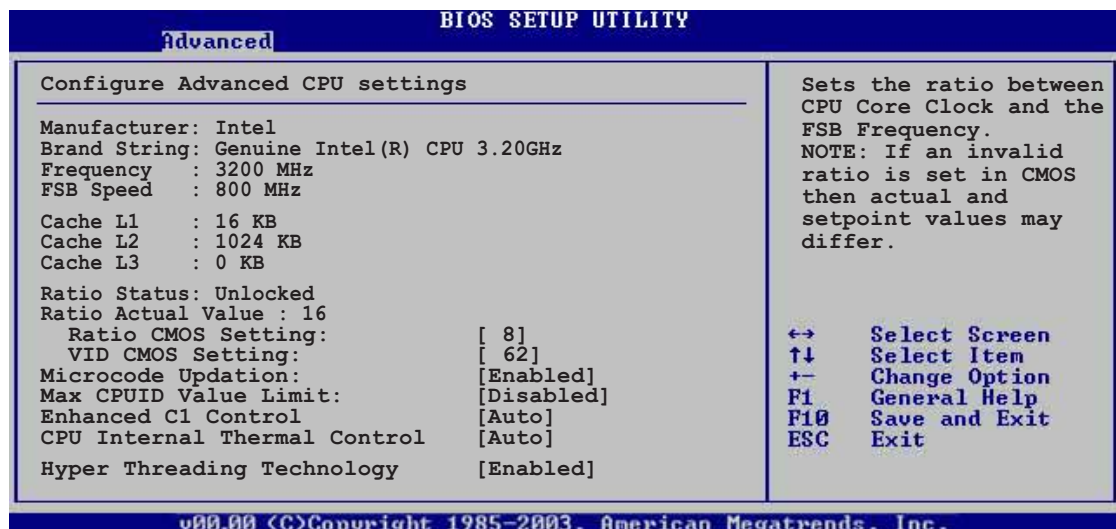 BIOS SETUP UTILITY
Advanced
Configure Advanced CPU settings
Manufacturer: Intel
Brand String: Genuine Intel(R) CPU 3.20GHz
Frequency : 3200 MHz
FSB Speed : 800 MHz
Cache L1 : 16 KB
Cache L2 : 1024 KB
Cache L3 : 0 KB
Ratio Status: Unlocked
Ratio Actual Value : 16
Ratio CMOS Setting: [ 8]
VID CMOS Setting: [ 62]
Microcode Updation: [Enabled]
Max CPUID Value Limit: [Disabled]
Enhanced C1 Control [Auto]
CPU Internal Thermal Control [Auto]
Hyper Threading Technology [Enabled]
Sets the ratio between
CPU Core Clock and the
FSB Frequency.
NOTE: If an invalid
ratio is set in CMOS
then actual and
setpoint values may
differ.
←→ Select Screen
↑↓ Select Item
+- Change Option
F1 General Help
F10 Save and Exit
ESC Exit
v00.00 (C)Copyright 1985-2003, American Megatrends, Inc.